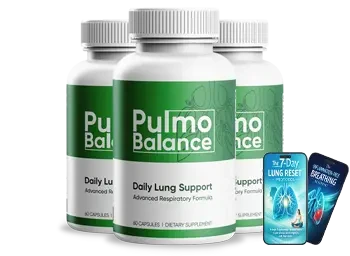 Pulmo
Balance
Daily Lung Support
Advanced Respiratory Formula
60 CAPSULES | DIETARY SUPPLEMENT
The 7-Day
LUNG RESET
BREATHING